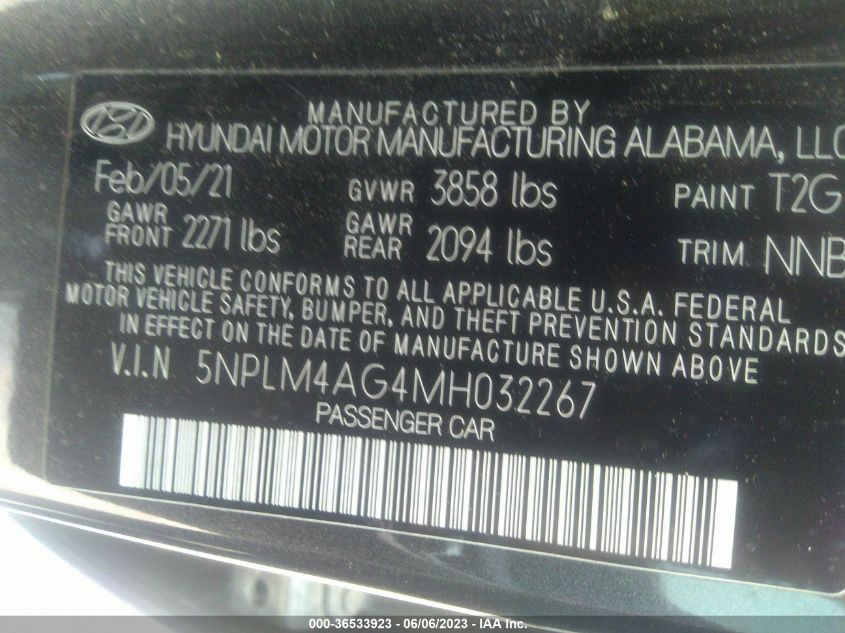 MANUFACTURED BY
HYUNDAI MOTOR MANUFACTURING ALABAMA, LLC
Feb/05/21 GVWR 3858 lbs PAINT T2G
GAWR FRONT 2271 lbs GAWR REAR 2094 lbs TRIM NNB
THIS VEHICLE CONFORMS TO ALL APPLICABLE U.S.A. FEDERAL
MOTOR VEHICLE SAFETY, BUMPER, AND THEFT PREVENTION STANDARDS
IN EFFECT ON THE DATE OF MANUFACTURE SHOWN ABOVE
V.I.N 5NPLM4AG4MH032267
PASSENGER CAR
000-36533923 - 06/06/2023 - IAA Inc.